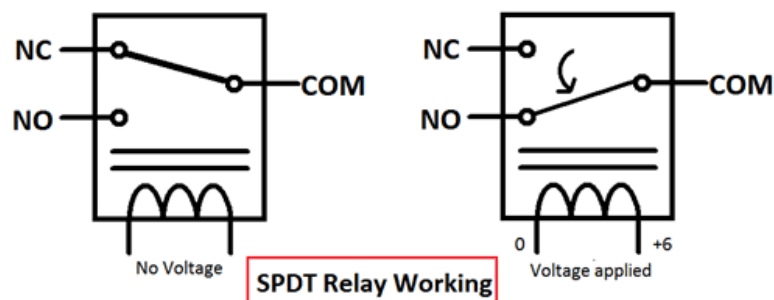 NC
COM
NO
No Voltage
NC
COM
NO
0
+6
Voltage applied
SPDT Relay Working